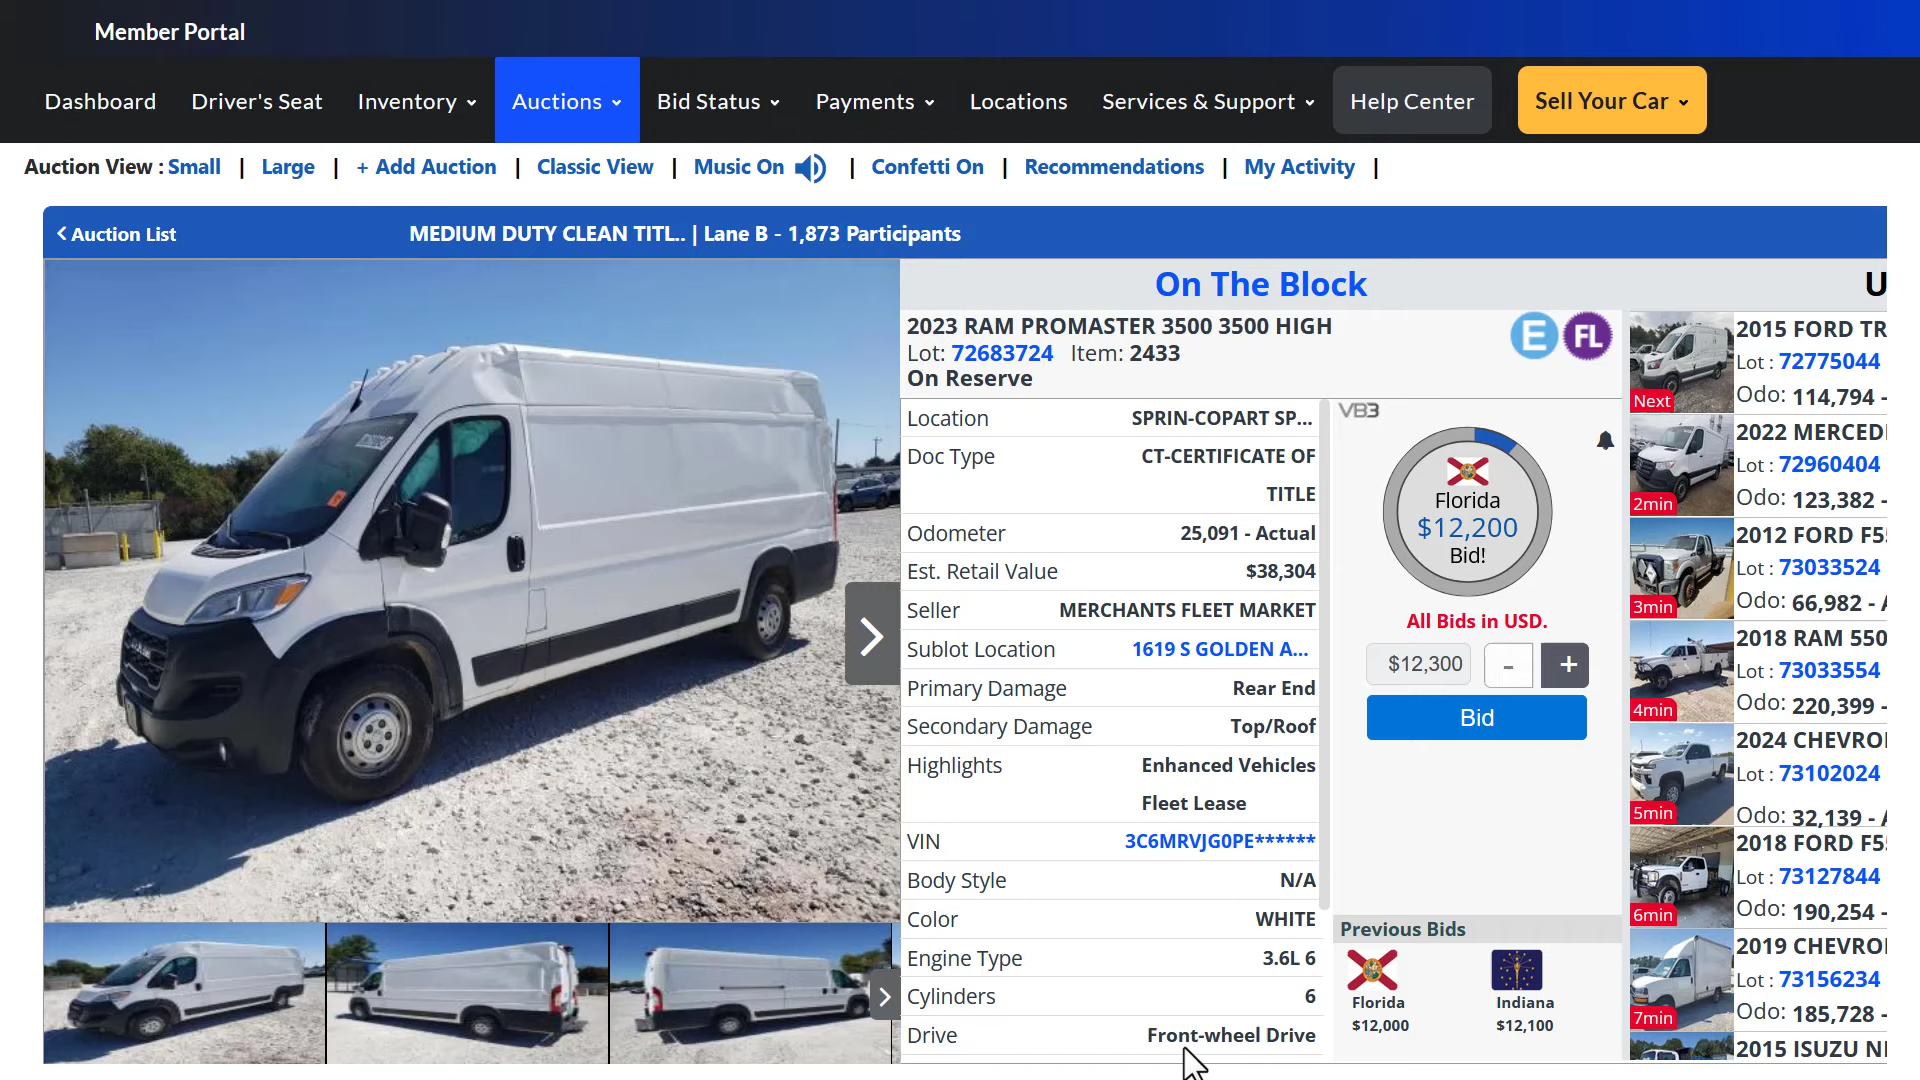 Member Portal
Dashboard Driver's Seat Inventory Auctions Bid Status Payments Locations Services & Support Help Center Sell Your Car
Auction View : Small | Large | + Add Auction | Classic View | Music On | Confetti On | Recommendations | My Activity |
Auction List
MEDIUM DUTY CLEAN TITL.. | Lane B - 1,873 Participants
On The Block
2023 RAM PROMASTER 3500 3500 HIGH
Lot: 72683724 Item: 2433
On Reserve
E FL
Location SPRIN-COPART SP...
Doc Type CT-CERTIFICATE OF
TITLE
Odometer 25,091 - Actual
Est. Retail Value $38,304
Seller MERCHANTS FLEET MARKET
Sublot Location 1619 S GOLDEN A...
Primary Damage Rear End
Secondary Damage Top/Roof
Highlights Enhanced Vehicles
Fleet Lease
VIN 3C6MRVJG0PE******
Body Style N/A
Color WHITE
Engine Type 3.6L 6
Cylinders 6
Drive Front-wheel Drive
VB3
Florida
$12,200
Bid!
All Bids in USD.
$12,300 - +
Bid
Previous Bids
Florida
$12,000
Indiana
$12,100
U
2015 FORD TR
Lot : 72775044
Odo: 114,794 -
Next
2022 MERCED
Lot : 72960404
Odo: 123,382 -
2min
2012 FORD F5
Lot : 73033524
Odo: 66,982 - A
3min
2018 RAM 550
Lot : 73033554
Odo: 220,399 -
4min
2024 CHEVROL
Lot : 73102024
Odo: 32,139 - A
5min
2018 FORD F5
Lot : 73127844
Odo: 190,254 -
6min
2019 CHEVROL
Lot : 73156234
Odo: 185,728 -
7min
2015 ISUZU N